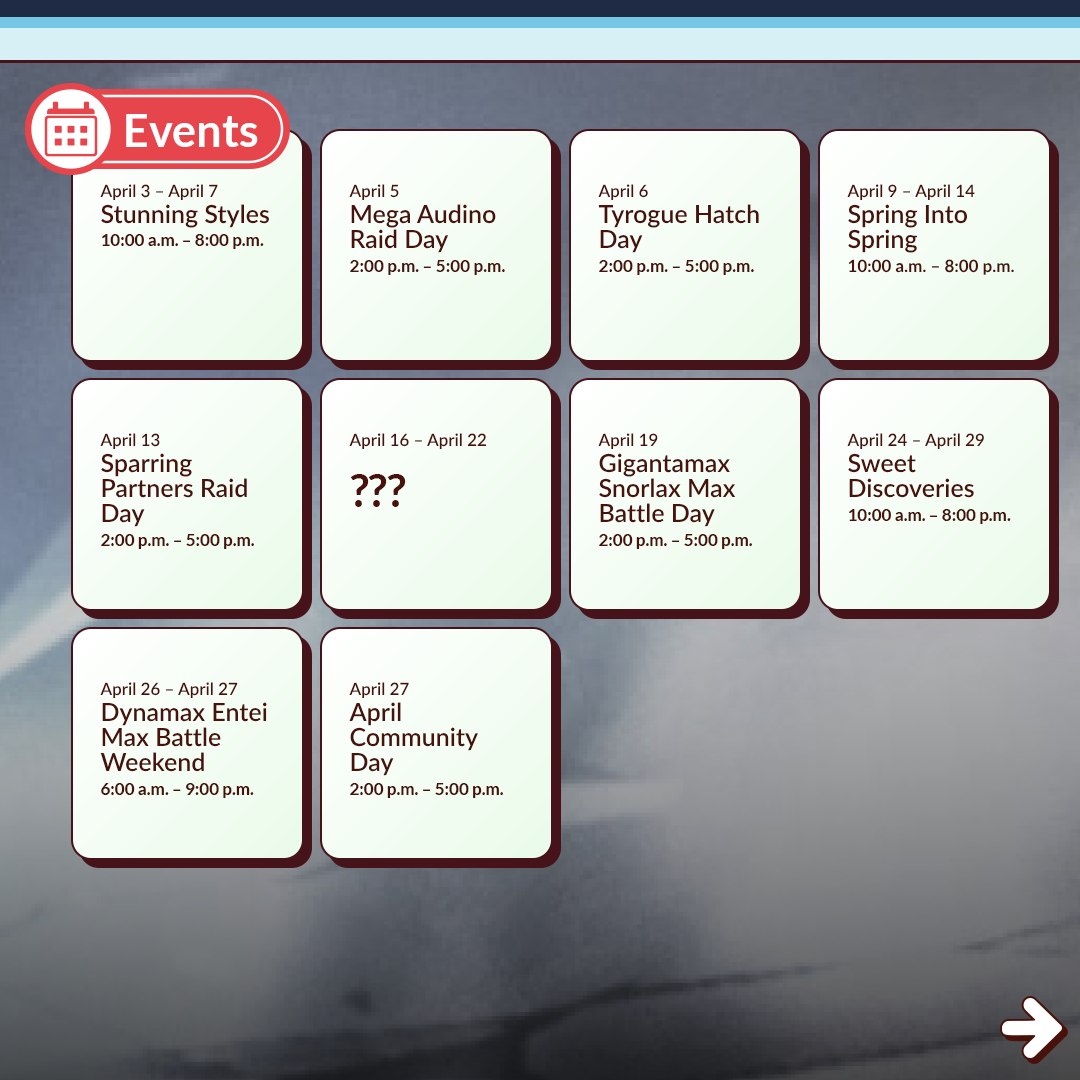 Events
April 3 – April 7
Stunning Styles
10:00 a.m. – 8:00 p.m.
April 5
Mega Audino
Raid Day
2:00 p.m. – 5:00 p.m.
April 6
Tyrogue Hatch
Day
2:00 p.m. – 5:00 p.m.
April 9 – April 14
Spring Into
Spring
10:00 a.m. – 8:00 p.m.
April 13
Sparring
Partners Raid
Day
2:00 p.m. – 5:00 p.m.
April 16 – April 22
???
April 19
Gigantamax
Snorlax Max
Battle Day
2:00 p.m. – 5:00 p.m.
April 24 – April 29
Sweet
Discoveries
10:00 a.m. – 8:00 p.m.
April 26 – April 27
Dynamax Entei
Max Battle
Weekend
6:00 a.m. – 9:00 p.m.
April 27
April
Community
Day
2:00 p.m. – 5:00 p.m.